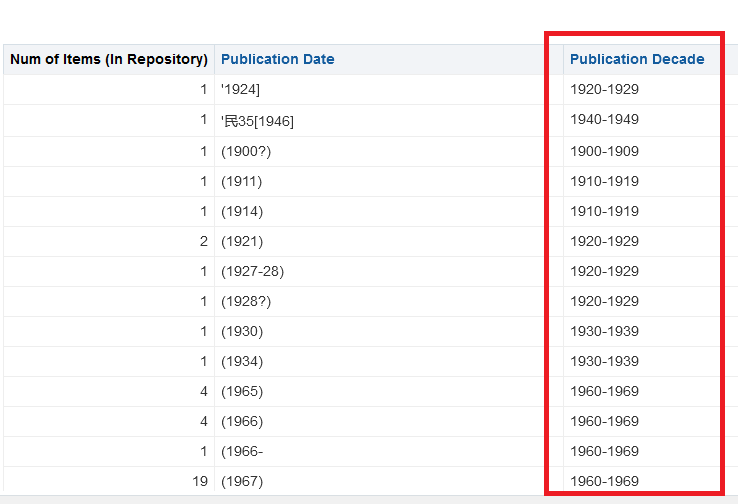 Num of Items (In Repository) Publication Date Publication Decade
1 '1924] 1920-1929
1 '民35[1946] 1940-1949
1 (1900?) 1900-1909
1 (1911) 1910-1919
1 (1914) 1910-1919
2 (1921) 1920-1929
1 (1927-28) 1920-1929
1 (1928?) 1920-1929
1 (1930) 1930-1939
1 (1934) 1930-1939
4 (1965) 1960-1969
4 (1966) 1960-1969
1 (1966- 1960-1969
19 (1967) 1960-1969